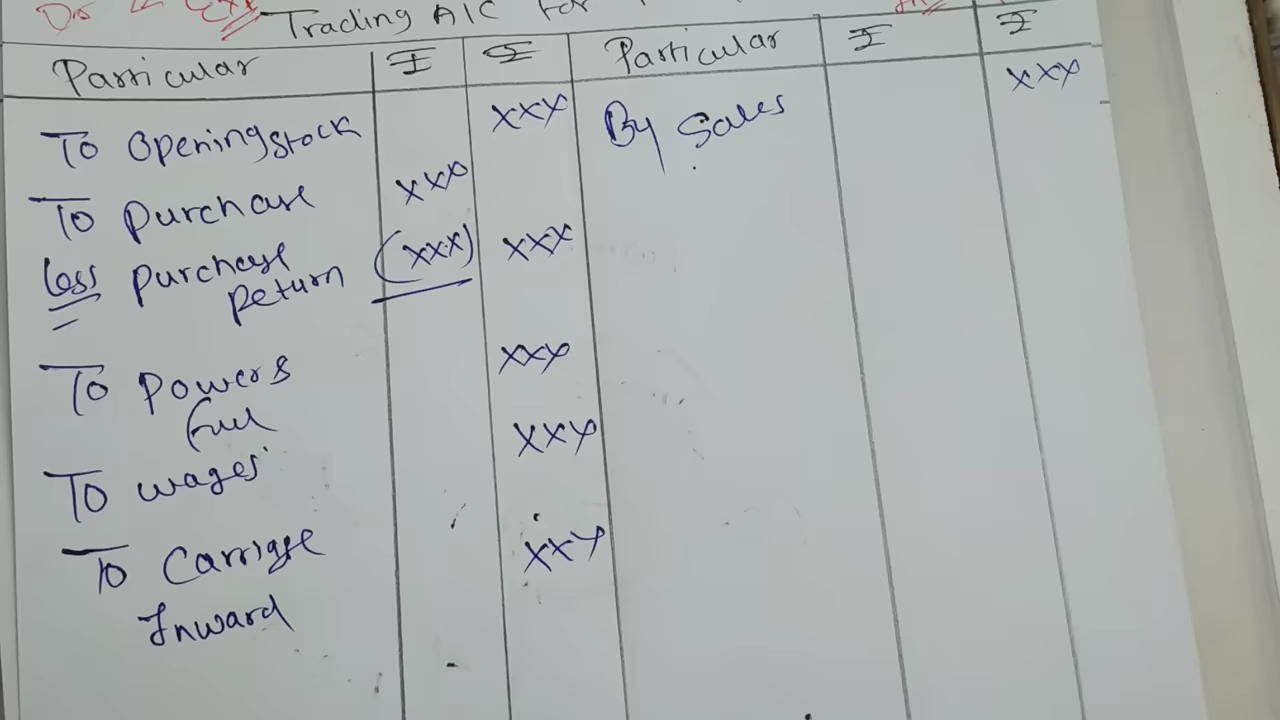 Trading A/C for
Particular ₹ ₹ Particular ₹ ₹
To Opening stock xxx By Sales xxx
To Purchase xxx
Less Purchase (xxx) xxx
Return
To Power & xxx
fuel
To wages xxx
To Carriage xxx
Inward